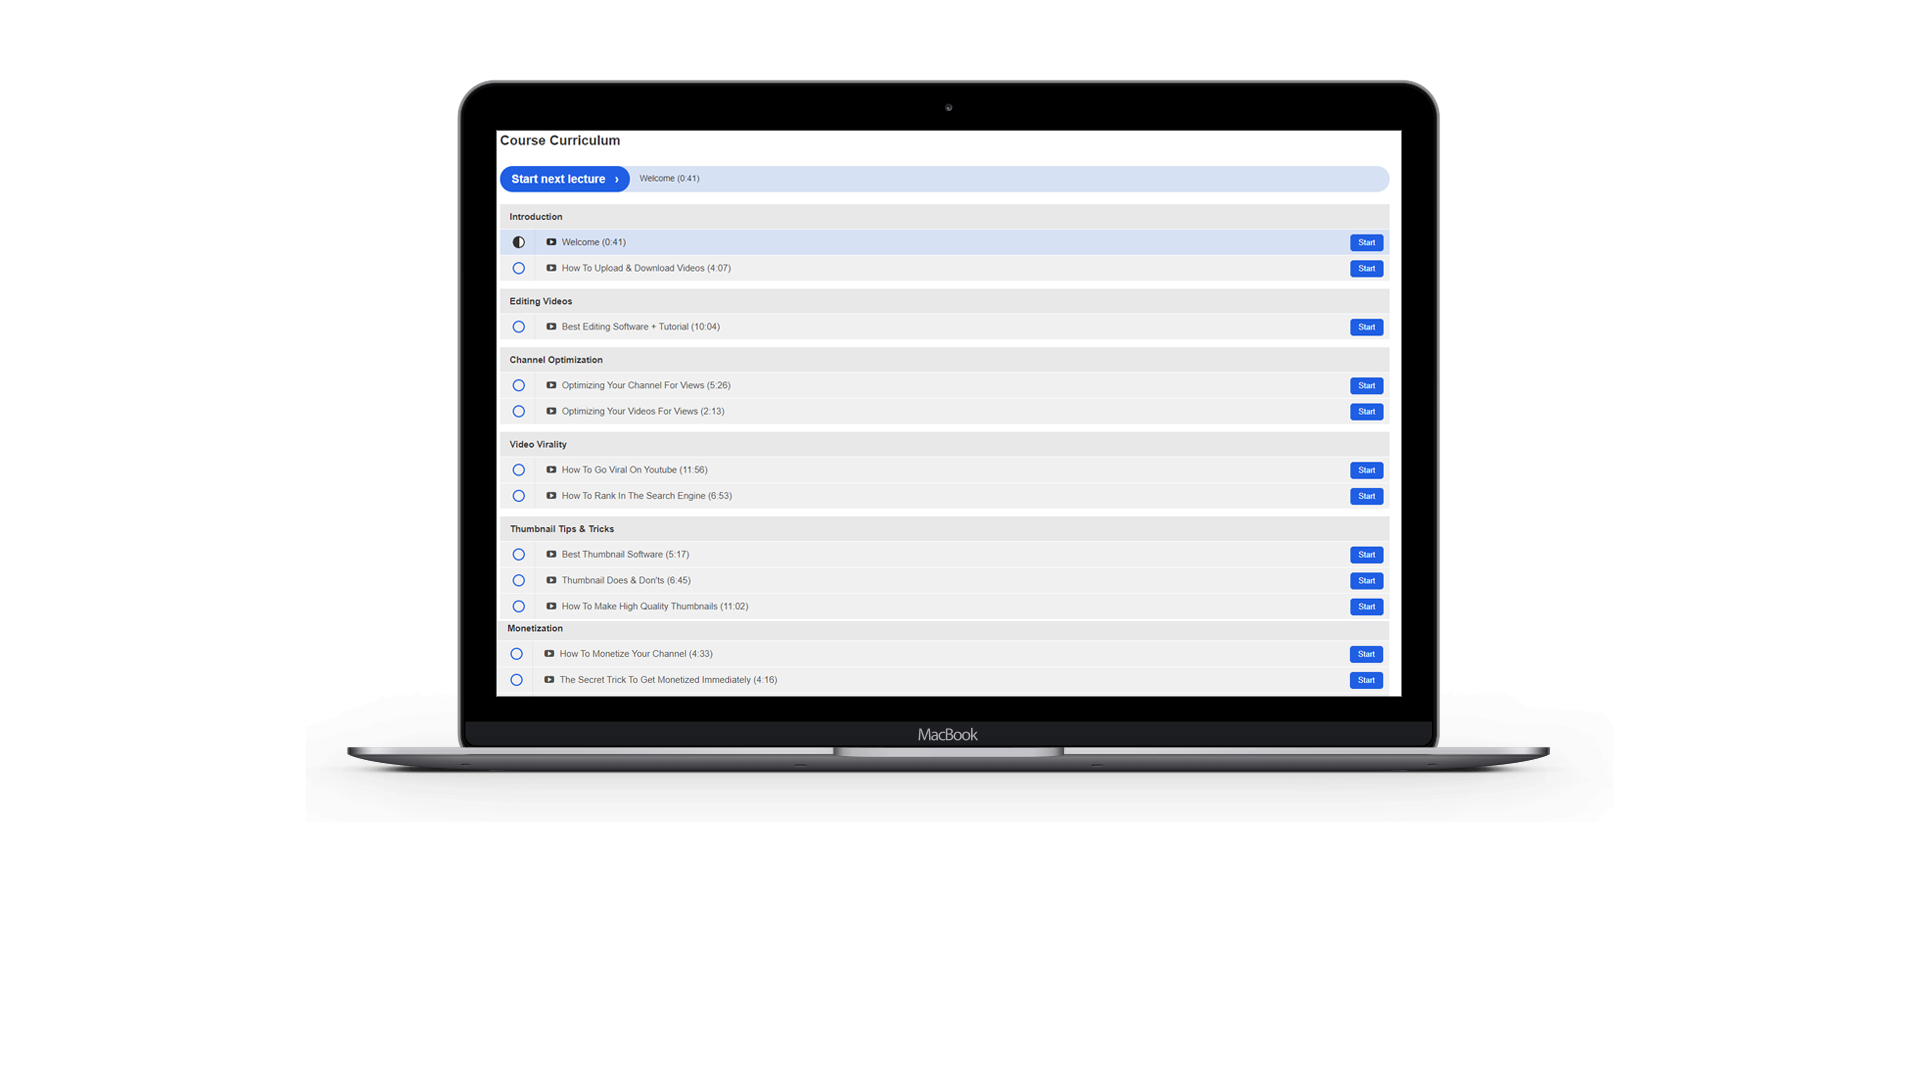 Course Curriculum
Start next lecture › Welcome (0:41)
Introduction
Welcome (0:41) Start
How To Upload & Download Videos (4:07) Start
Editing Videos
Best Editing Software + Tutorial (10:04) Start
Channel Optimization
Optimizing Your Channel For Views (5:26) Start
Optimizing Your Videos For Views (2:13) Start
Video Virality
How To Go Viral On Youtube (11:56) Start
How To Rank In The Search Engine (6:53) Start
Thumbnail Tips & Tricks
Best Thumbnail Software (5:17) Start
Thumbnail Does & Don'ts (6:45) Start
How To Make High Quality Thumbnails (11:02) Start
Monetization
How To Monetize Your Channel (4:33) Start
The Secret Trick To Get Monetized Immediately (4:16) Start
MacBook